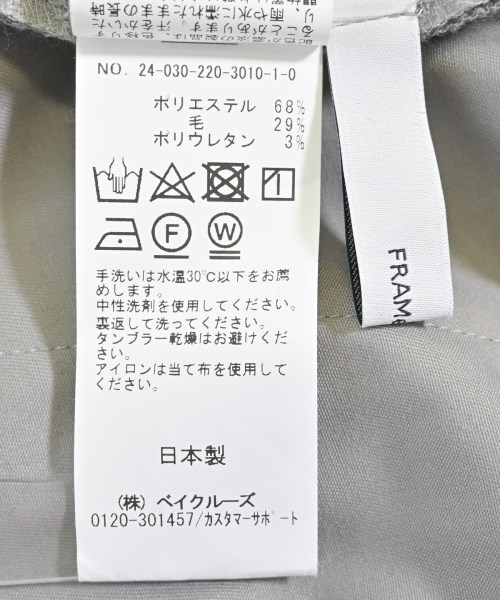 NO. 24-030-220-3010-1-0
ポリエステル 68%
毛 29%
ポリウレタン 3%
F
W
手洗いは水温30℃以下をお薦
めします。
中性洗剤を使用してください。
裏返して洗ってください。
タンブラー乾燥はお避けくださ
い。
アイロンは当て布を使用して
ください。
日本製
(株) ベイクルーズ
0120-301457/カスタマーサポート
FRAMe